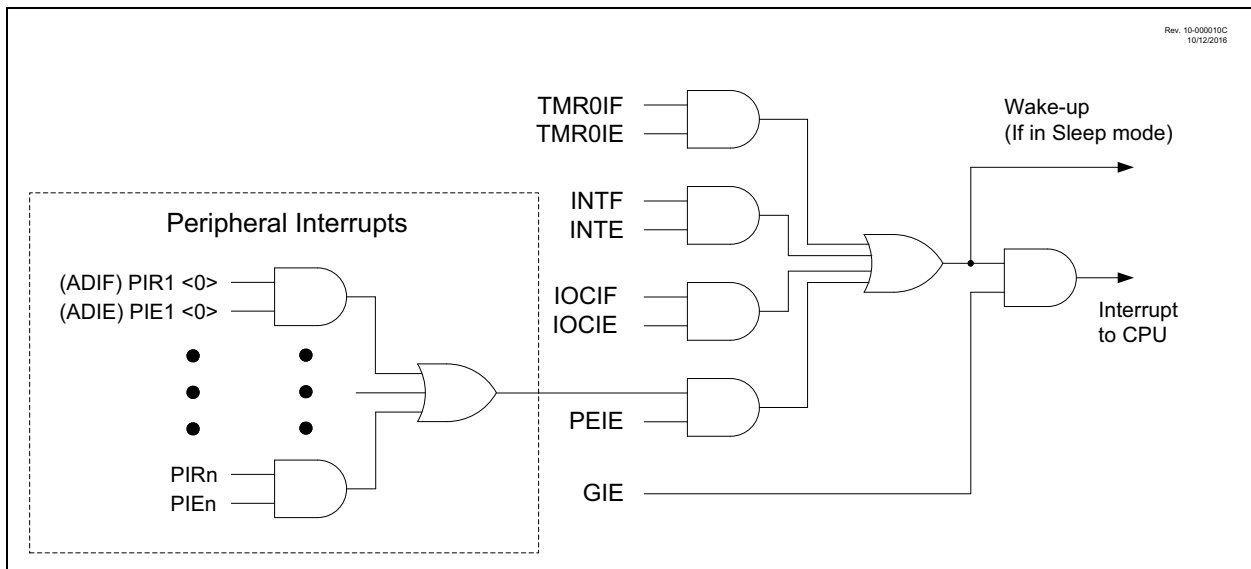 Rev. 10-000010C
10/12/2016
TMR0IF
TMR0IE
Wake-up
(If in Sleep mode)
INTF
INTE
Peripheral Interrupts
(ADIF) PIR1 <0>
(ADIE) PIE1 <0>
IOCIF
IOCIE
Interrupt
to CPU
PEIE
PIRn
PIEn
GIE